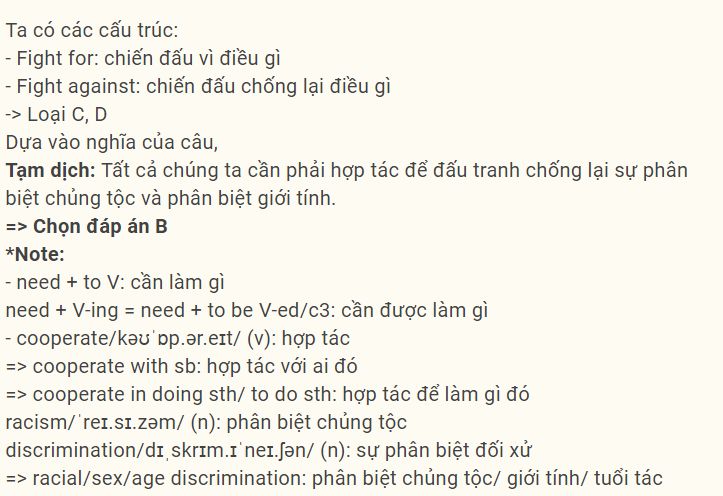 Ta có các cấu trúc:
- Fight for: chiến đấu vì điều gì
- Fight against: chiến đấu chống lại điều gì
-> Loại C, D
Dựa vào nghĩa của câu,
Tạm dịch: Tất cả chúng ta cần phải hợp tác để đấu tranh chống lại sự phân
biệt chủng tộc và phân biệt giới tính.
=> Chọn đáp án B
*Note:
- need + to V: cần làm gì
need + V-ing = need + to be V-ed/c3: cần được làm gì
- cooperate/kəʊˈɒp.ər.eɪt/ (v): hợp tác
=> cooperate with sb: hợp tác với ai đó
=> cooperate in doing sth/ to do sth: hợp tác để làm gì đó
racism/ˈreɪ.sɪ.zəm/ (n): phân biệt chủng tộc
discrimination/dɪˌskrɪm.ɪˈneɪ.ʃən/ (n): sự phân biệt đối xử
=> racial/sex/age discrimination: phân biệt chủng tộc/ giới tính/ tuổi tác